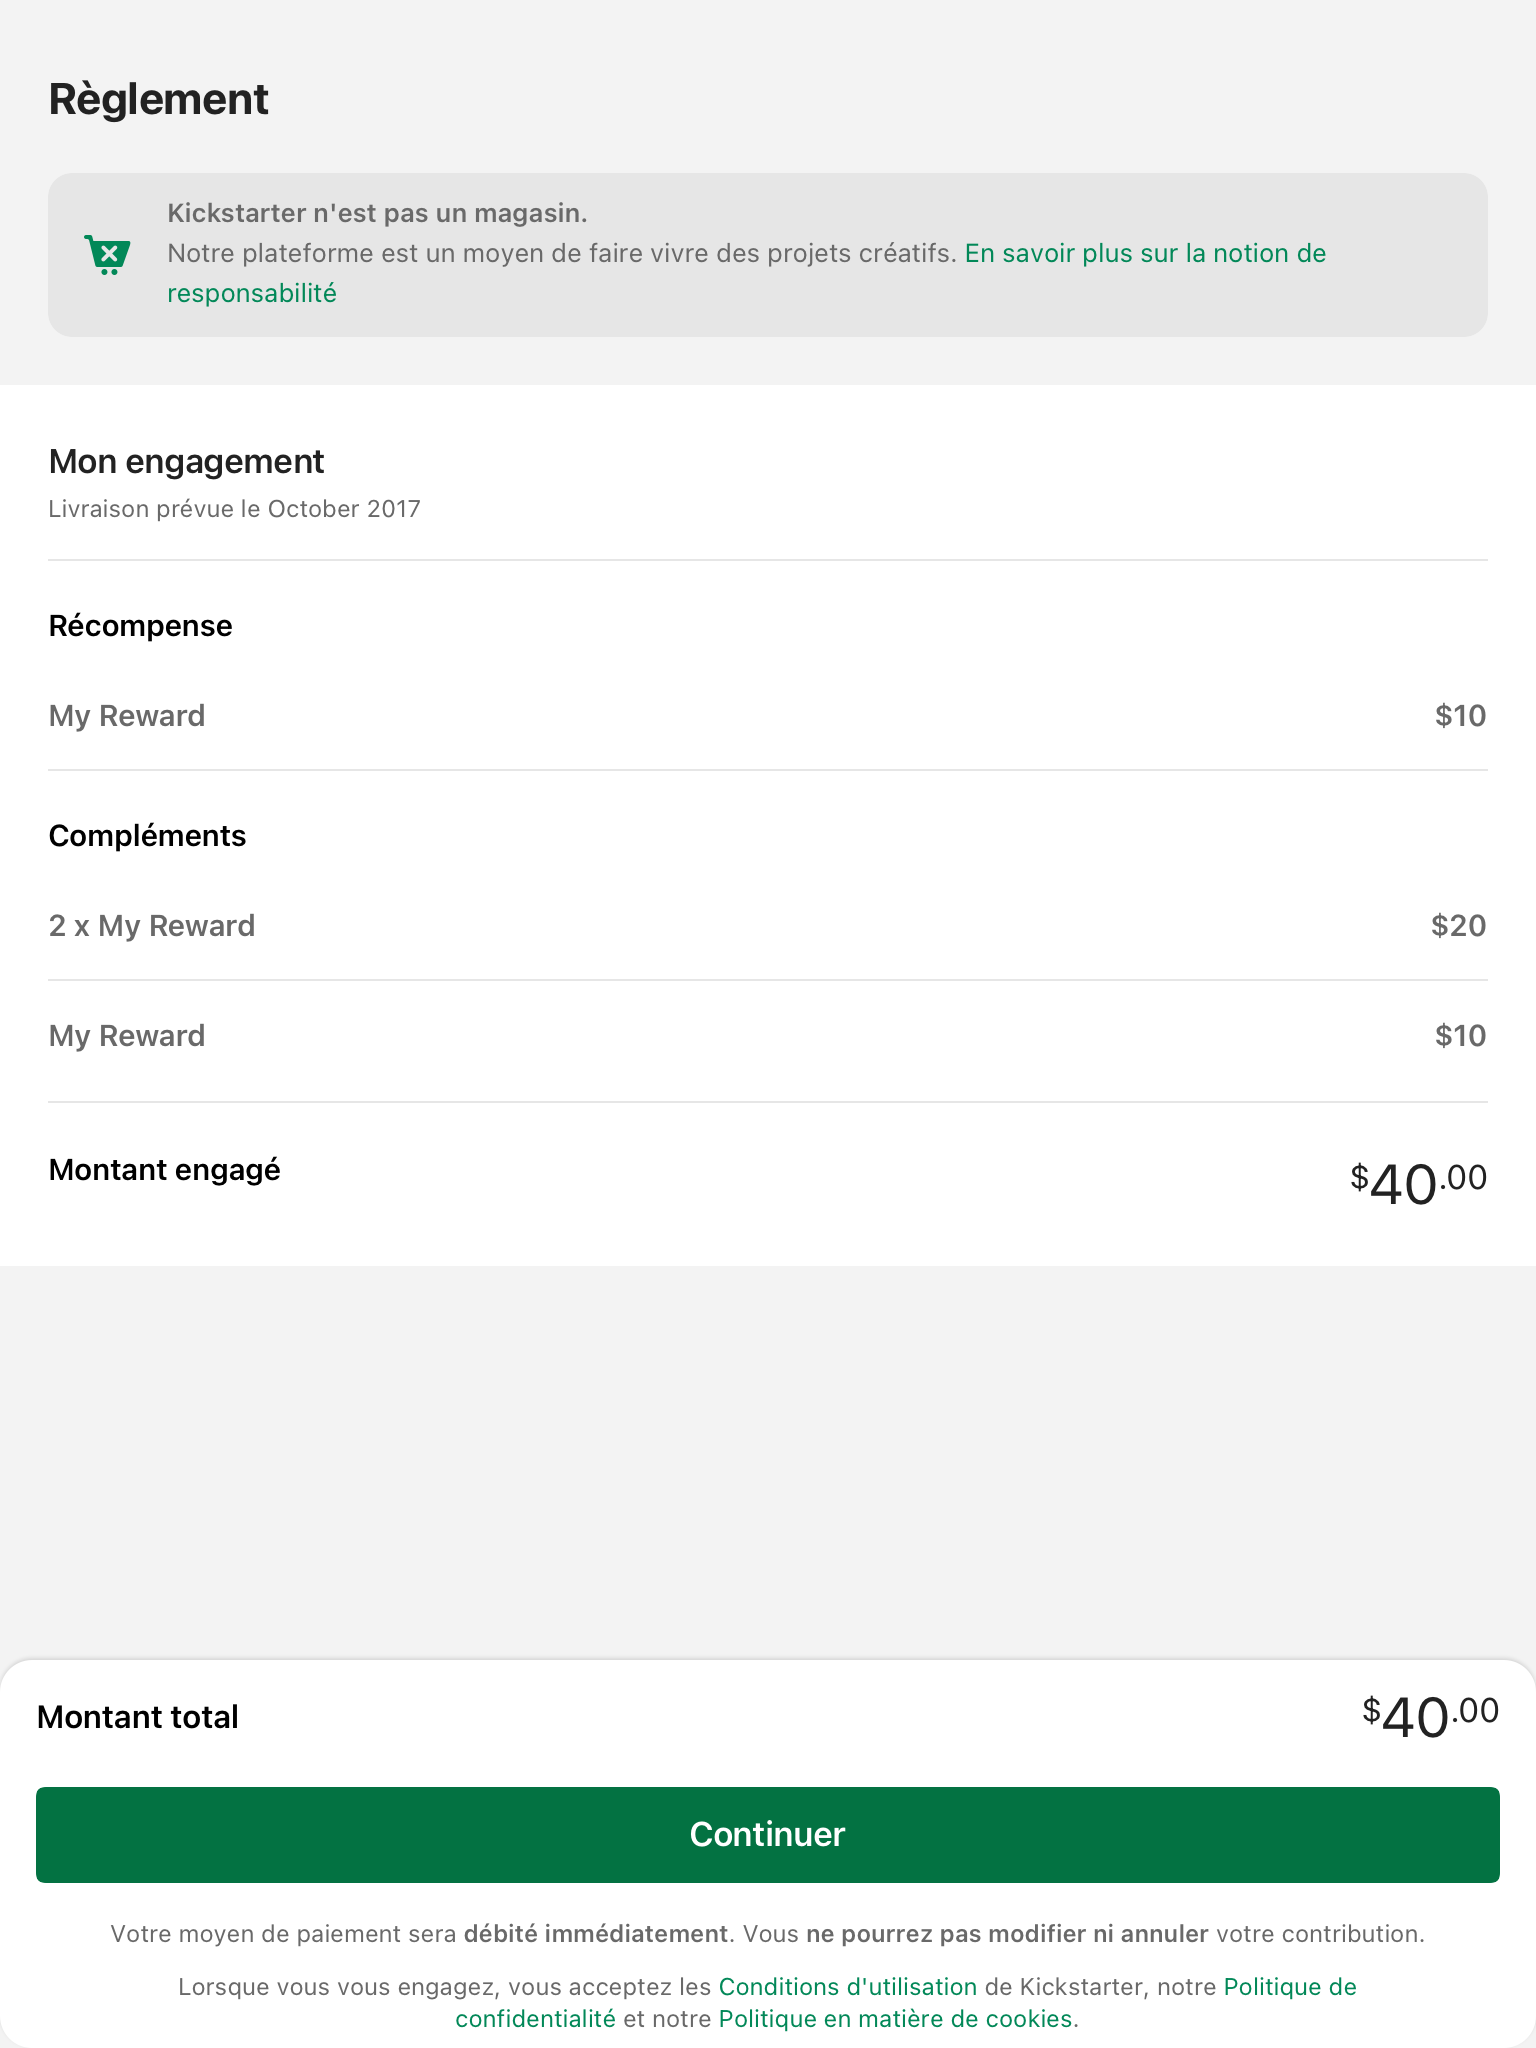 Règlement
Kickstarter n'est pas un magasin.
Notre plateforme est un moyen de faire vivre des projets créatifs. En savoir plus sur la notion de
responsabilité
Mon engagement
Livraison prévue le October 2017
Récompense
My Reward $10
Compléments
2 x My Reward $20
My Reward $10
Montant engagé $40.00
Montant total $40.00
Continuer
Votre moyen de paiement sera débité immédiatement. Vous ne pourrez pas modifier ni annuler votre contribution.
Lorsque vous vous engagez, vous acceptez les Conditions d'utilisation de Kickstarter, notre Politique de
confidentialité et notre Politique en matière de cookies.